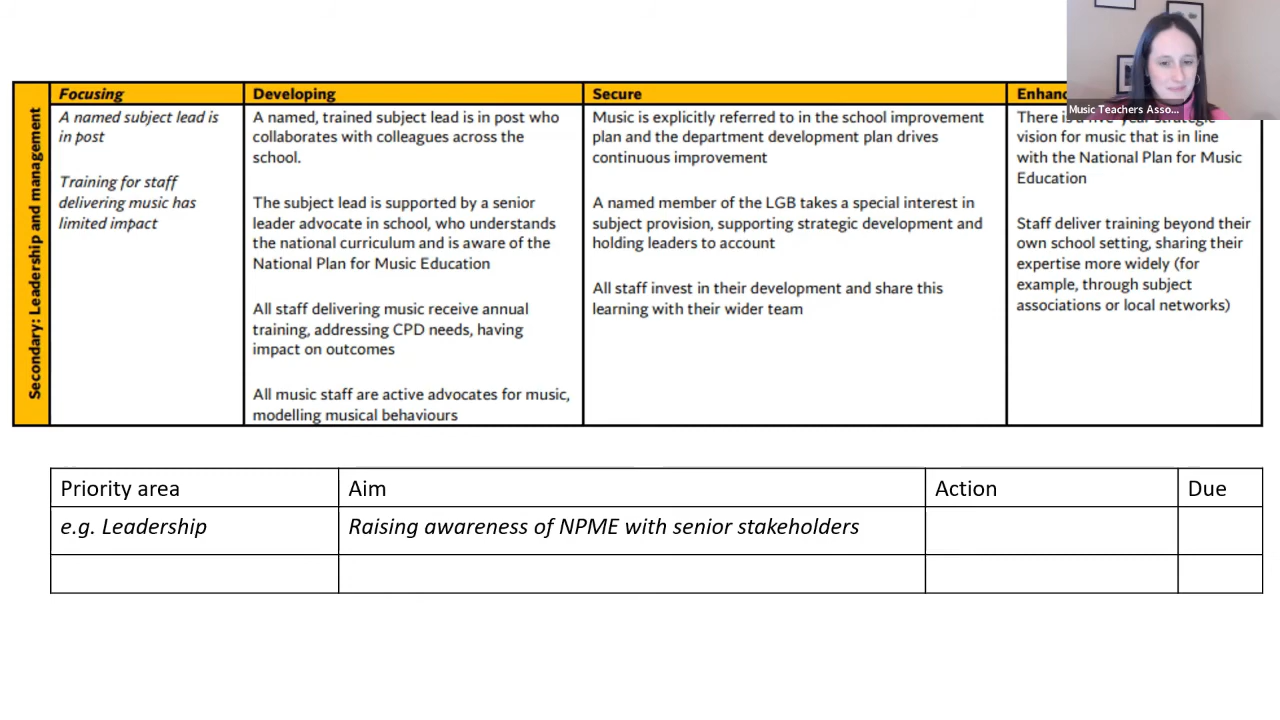 Secondary: Leadership and management
Focusing
A named subject lead is
in post
Training for staff
delivering music has
limited impact
Developing
A named, trained subject lead is in post who
collaborates with colleagues across the
school.
The subject lead is supported by a senior
leader advocate in school, who understands
the national curriculum and is aware of the
National Plan for Music Education
All staff delivering music receive annual
training, addressing CPD needs, having
impact on outcomes
All music staff are active advocates for music,
modelling musical behaviours
Secure
Music is explicitly referred to in the school improvement
plan and the department development plan drives
continuous improvement
A named member of the LGB takes a special interest in
subject provision, supporting strategic development and
holding leaders to account
All staff invest in their development and share this
learning with their wider team
Enhanc
There is a five-year strategic
vision for music that is in line
with the National Plan for Music
Education
Staff deliver training beyond their
own school setting, sharing their
expertise more widely (for
example, through subject
associations or local networks)
Music Teachers Asso...
Priority area Aim Action Due
e.g. Leadership Raising awareness of NPME with senior stakeholders